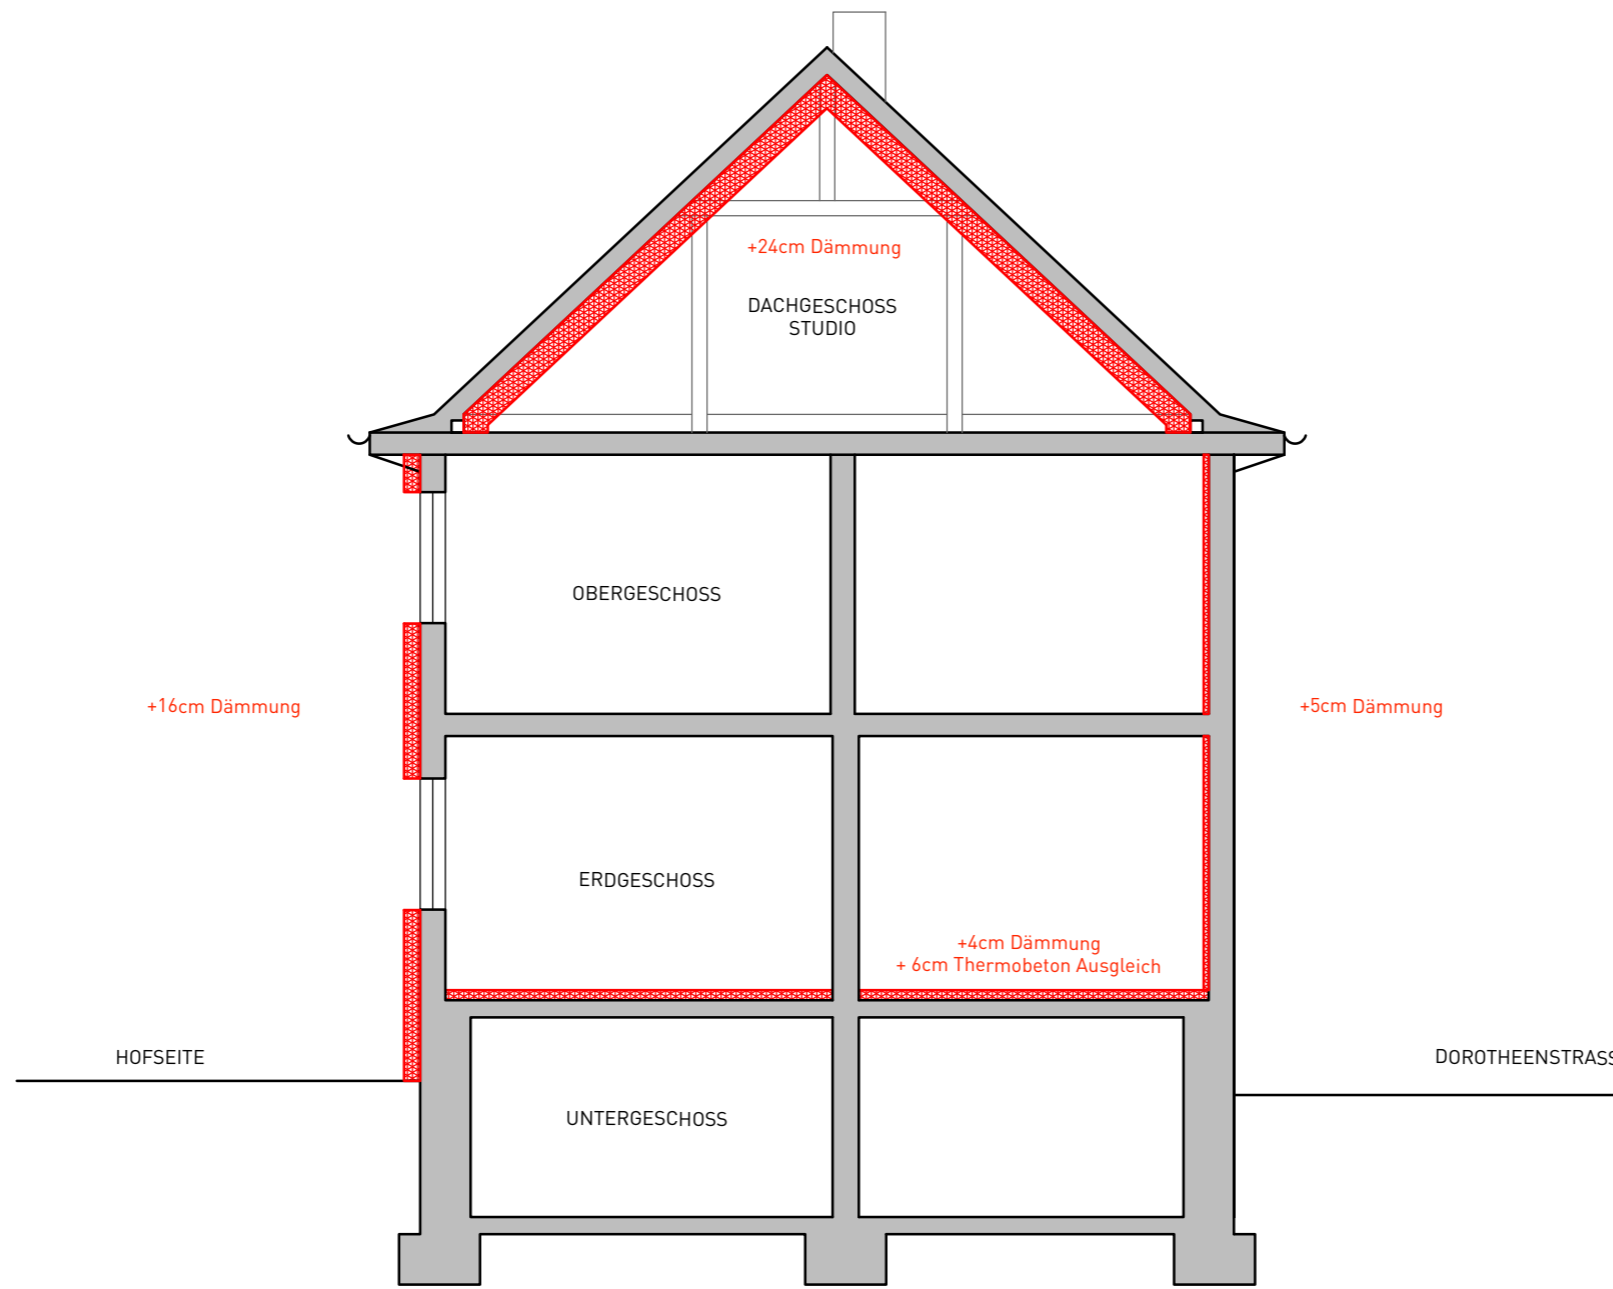 +24cm Dämmung
DACHGESCHOSS
STUDIO
OBERGESCHOSS
+16cm Dämmung
+5cm Dämmung
ERDGESCHOSS
+4cm Dämmung
+ 6cm Thermobeton Ausgleich
HOFSEITE
DOROTHEENSTRASS
UNTERGESCHOSS